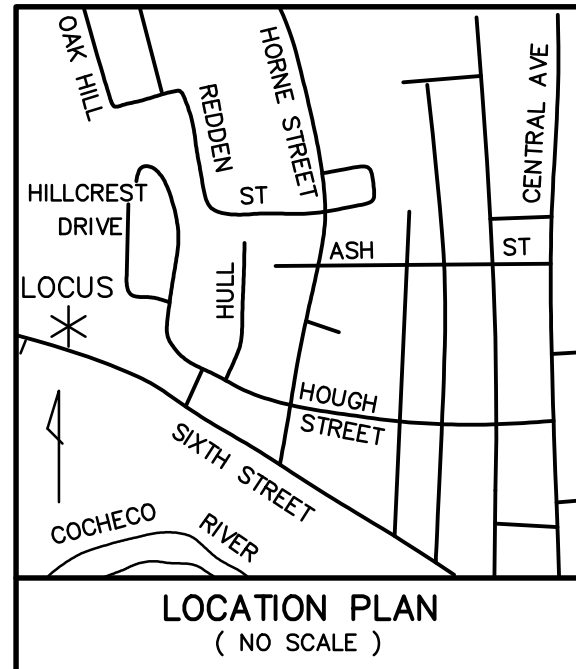 OAK HILL
REDDEN
ST
HORNE STREET
CENTRAL AVE
HILLCREST
DRIVE
ASH
ST
LOCUS
HULL
HOUGH
STREET
SIXTH STREET
COCHECO
RIVER
LOCATION PLAN
( NO SCALE )